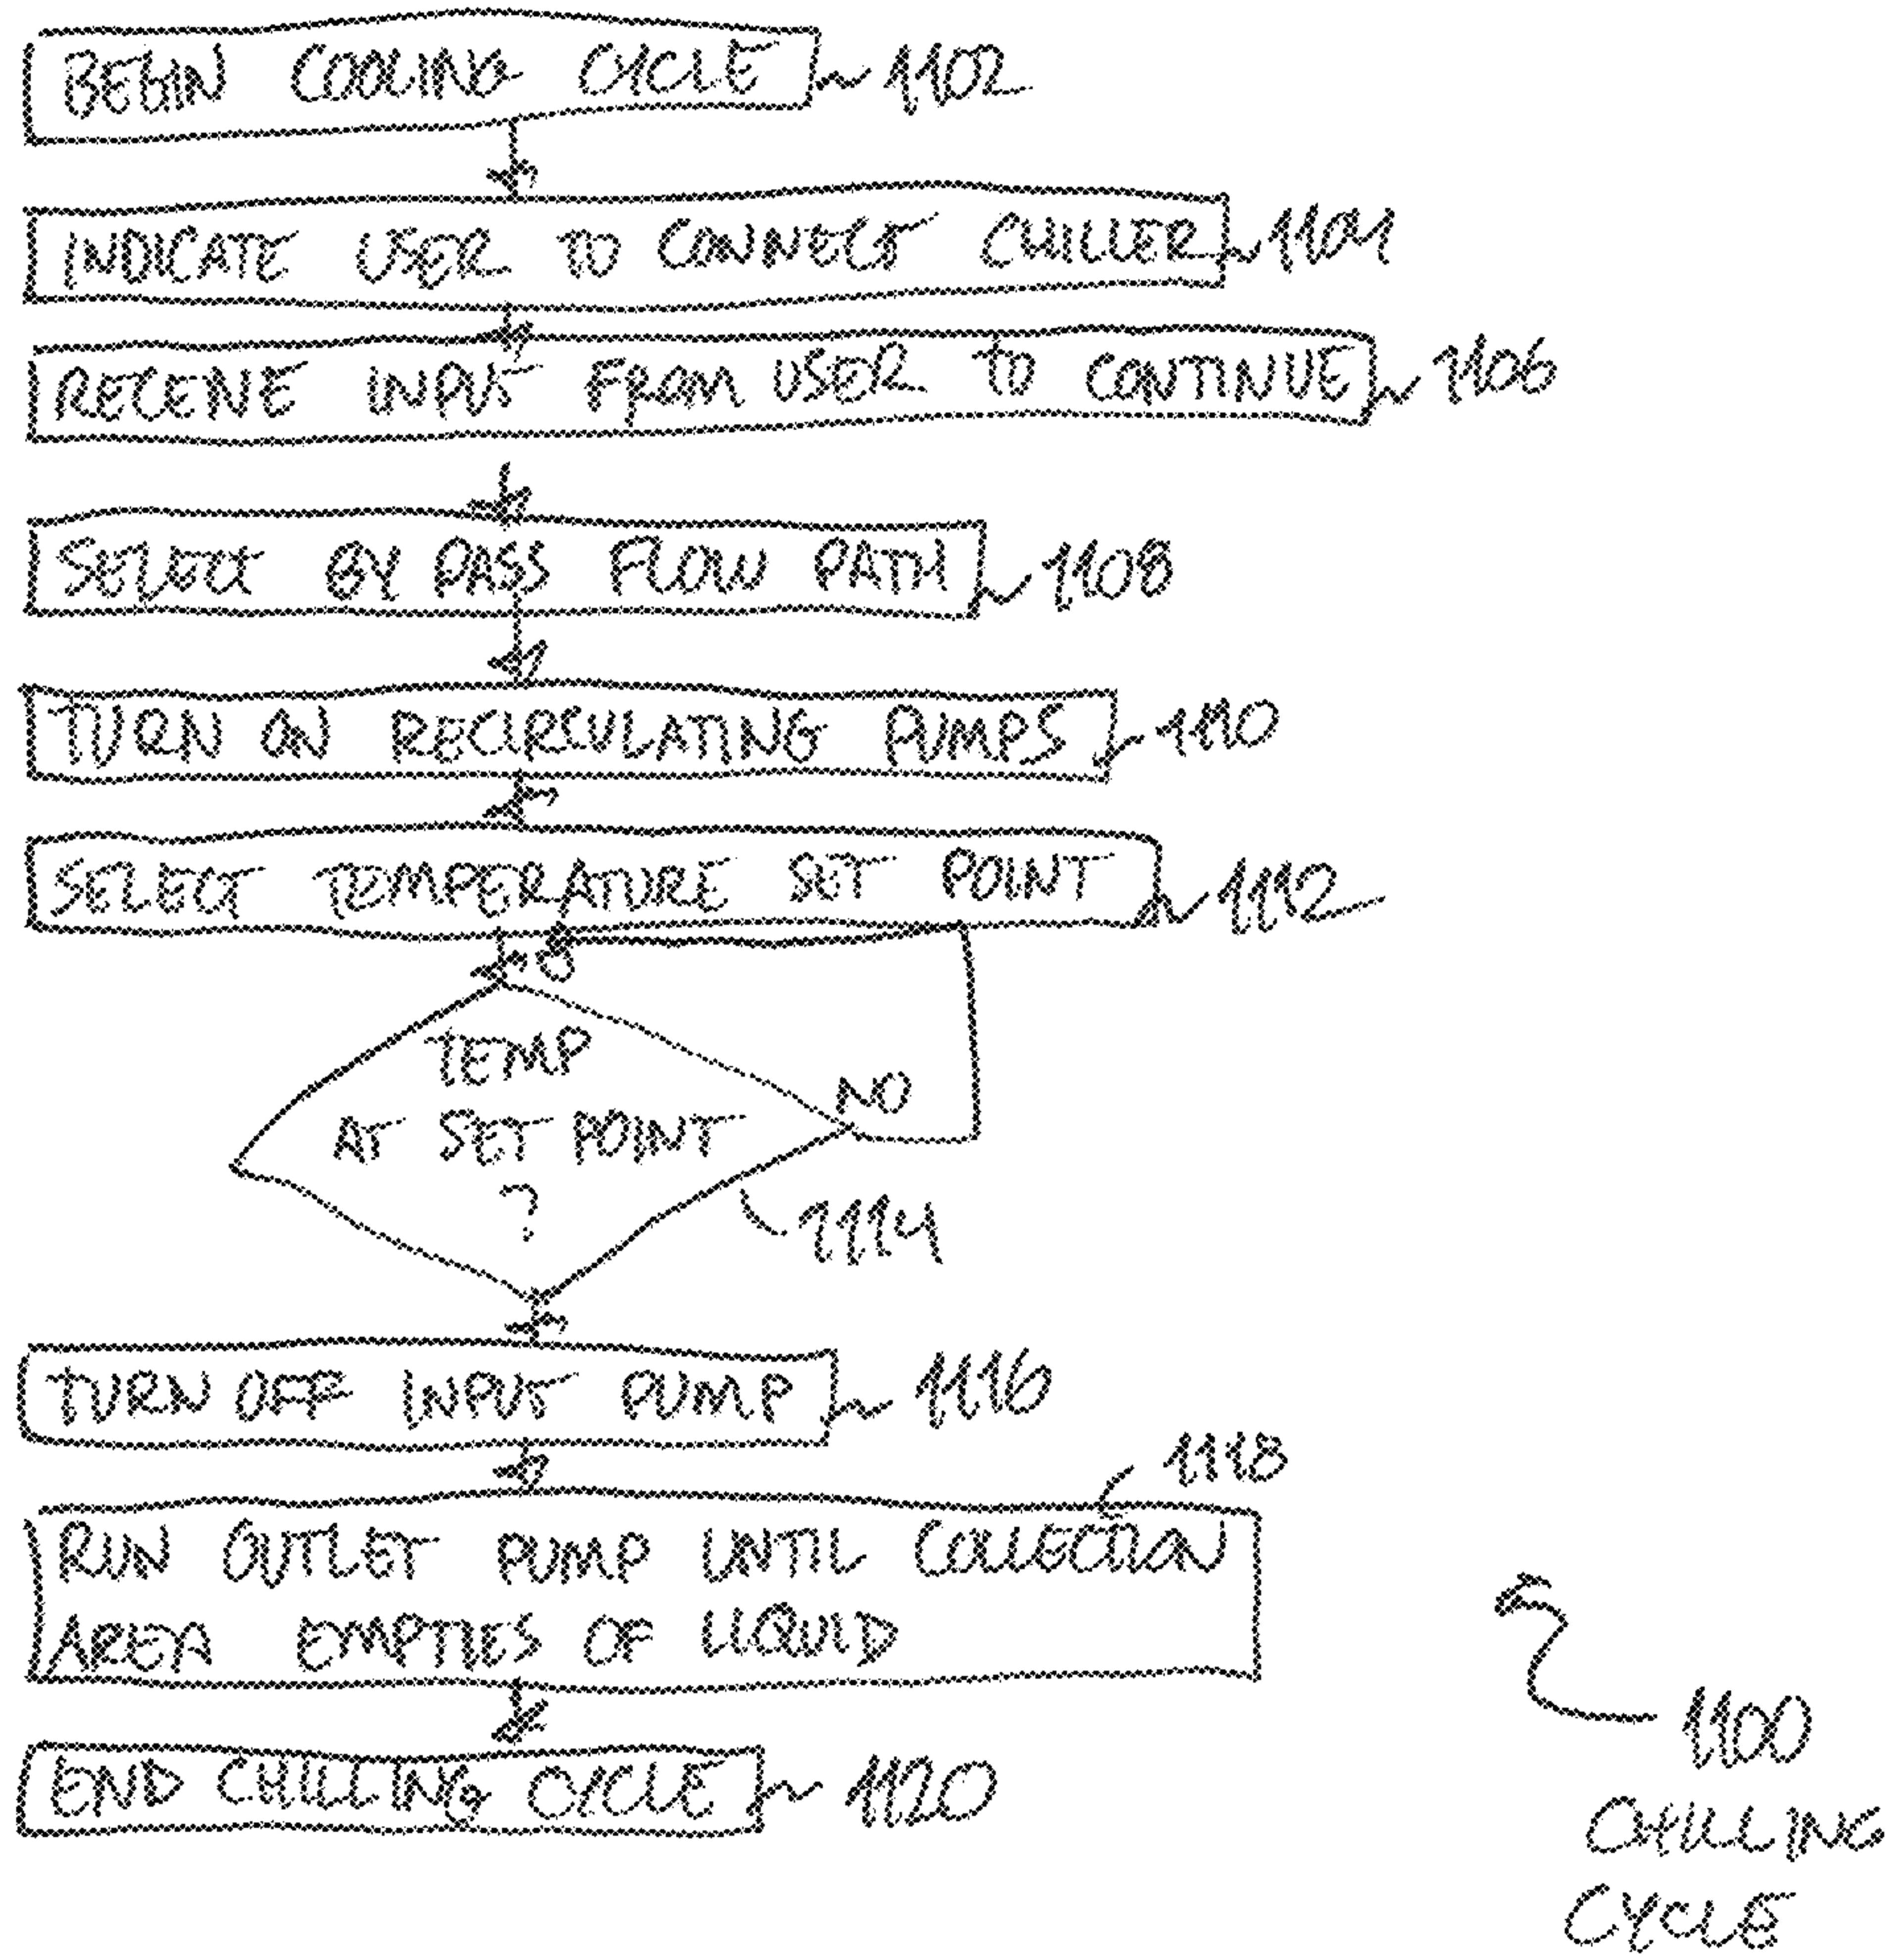 BEGIN COOLING CYCLE 1102
INDICATE USER TO CONNECT CHILLER 1104
RECEIVE INPUT FROM USER TO CONTINUE 1106
SELECT BY PASS FLOW PATH 1108
TURN ON RECIRCULATING PUMPS 1110
SELECT TEMPERATURE SET POINT 1112
TEMP
NO
AT SET POINT
?
1114
TURN OFF INPUT PUMP 1116
1118
RUN OUTLET PUMP UNTIL COLLECTION
AREA EMPTIES OF LIQUID
END CHILLING CYCLE 1120
1100
CHILLING
CYCLE